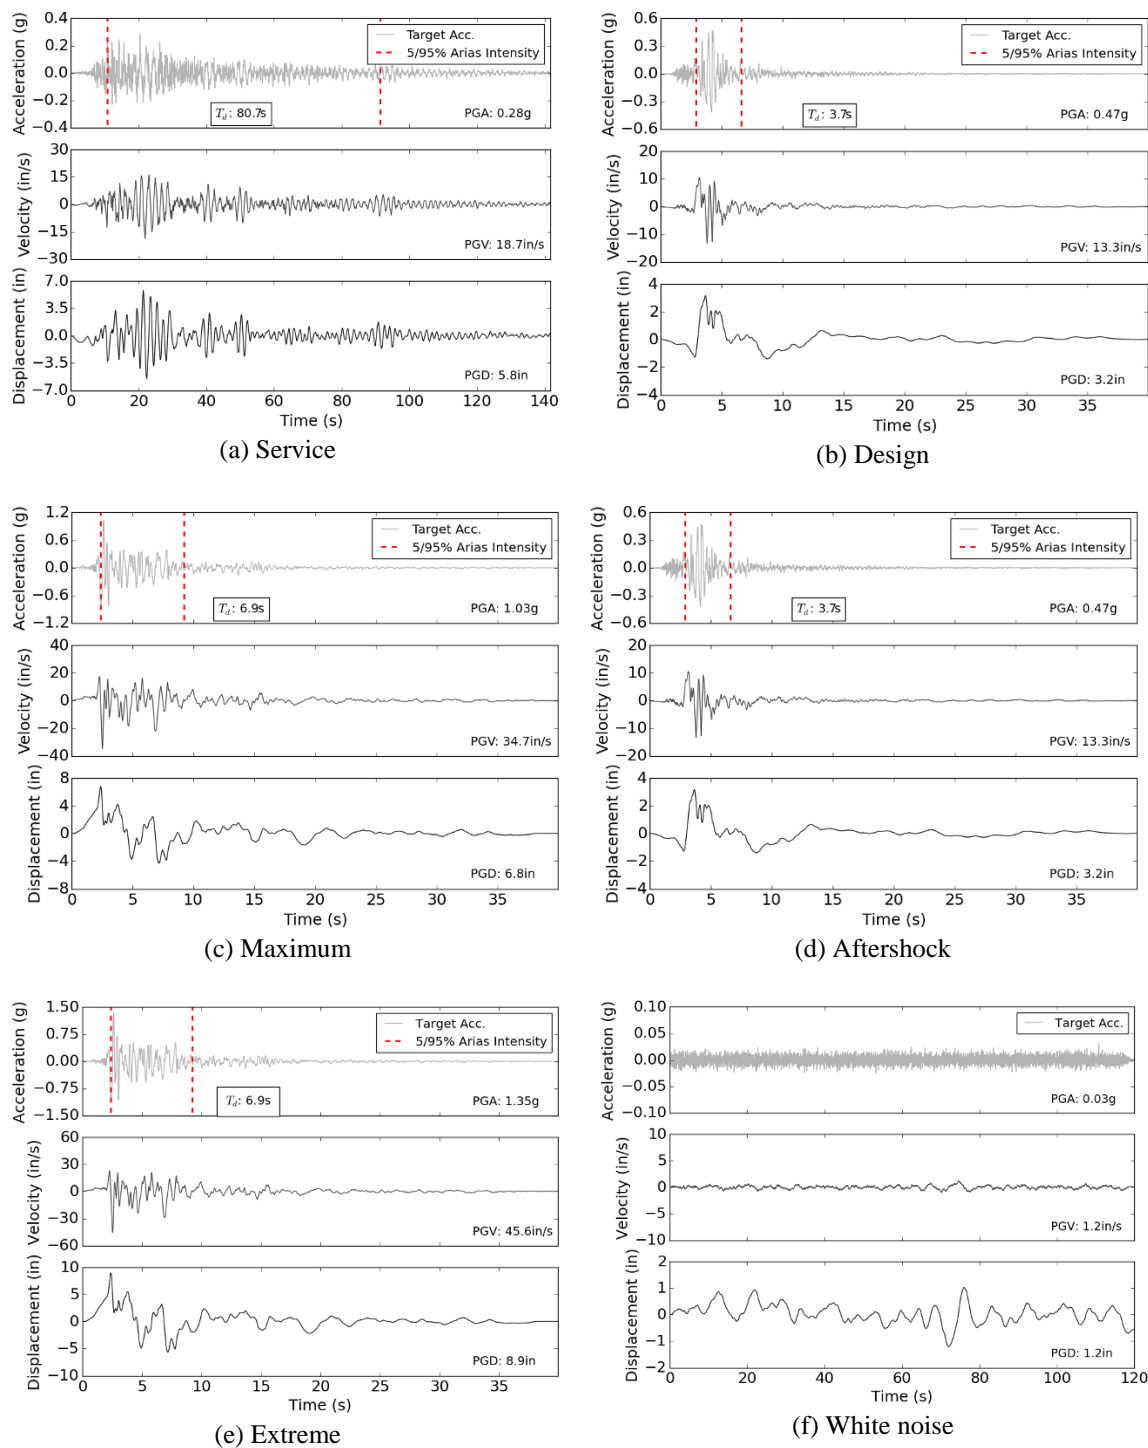 Acceleration (g)
0.4
0.2
0.0
−0.2
−0.4
Target Acc.
5/95% Arias Intensity
T_d: 80.7s
PGA: 0.28g
Velocity (in/s)
30
15
0
−15
−30
PGV: 18.7in/s
Displacement (in)
7.0
3.5
0.0
−3.5
−7.0
PGD: 5.8in
0 20 40 60 80 100 120 140
Time (s)
(a) Service
Acceleration (g)
0.6
0.3
0.0
−0.3
−0.6
Target Acc.
5/95% Arias Intensity
T_d: 3.7s
PGA: 0.47g
Velocity (in/s)
20
10
0
−10
−20
PGV: 13.3in/s
Displacement (in)
4
2
0
−2
−4
PGD: 3.2in
0 5 10 15 20 25 30 35
Time (s)
(b) Design
Acceleration (g)
1.2
0.6
0.0
−0.6
−1.2
Target Acc.
5/95% Arias Intensity
T_d: 6.9s
PGA: 1.03g
Velocity (in/s)
40
20
0
−20
−40
PGV: 34.7in/s
Displacement (in)
8
4
0
−4
−8
PGD: 6.8in
0 5 10 15 20 25 30 35
Time (s)
(c) Maximum
Acceleration (g)
0.6
0.3
0.0
−0.3
−0.6
Target Acc.
5/95% Arias Intensity
T_d: 3.7s
PGA: 0.47g
Velocity (in/s)
20
10
0
−10
−20
PGV: 13.3in/s
Displacement (in)
4
2
0
−2
−4
PGD: 3.2in
0 5 10 15 20 25 30 35
Time (s)
(d) Aftershock
Acceleration (g)
1.50
0.75
0.00
−0.75
−1.50
Target Acc.
5/95% Arias Intensity
T_d: 6.9s
PGA: 1.35g
Velocity (in/s)
60
30
0
−30
−60
PGV: 45.6in/s
Displacement (in)
10
5
0
−5
−10
PGD: 8.9in
0 5 10 15 20 25 30 35
Time (s)
(e) Extreme
Acceleration (g)
0.10
0.05
0.00
−0.05
−0.10
Target Acc.
PGA: 0.03g
Velocity (in/s)
10
5
0
−5
−10
PGV: 1.2in/s
Displacement (in)
2
1
0
−1
−2
PGD: 1.2in
0 20 40 60 80 100 120
Time (s)
(f) White noise